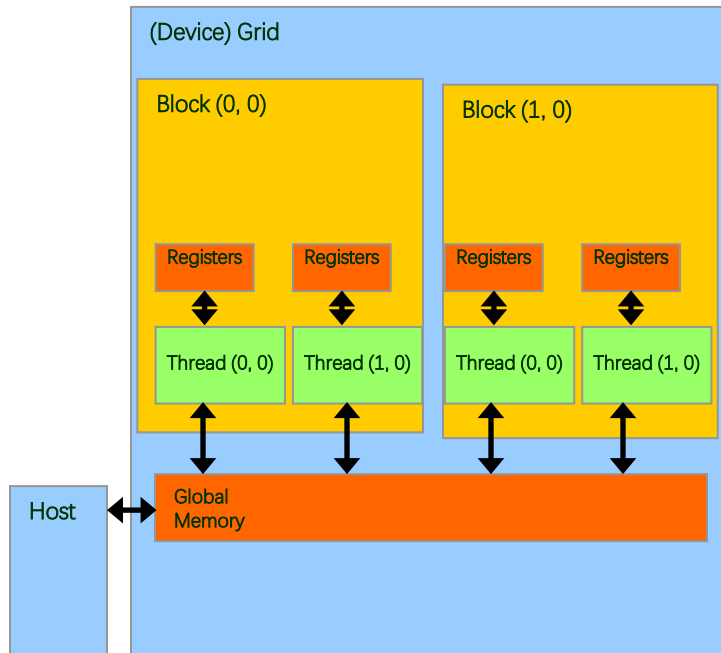 (Device) Grid
Block (0, 0)
Block (1, 0)
Registers
Registers
Registers
Registers
Thread (0, 0)
Thread (1, 0)
Thread (0, 0)
Thread (1, 0)
Global
Memory
Host